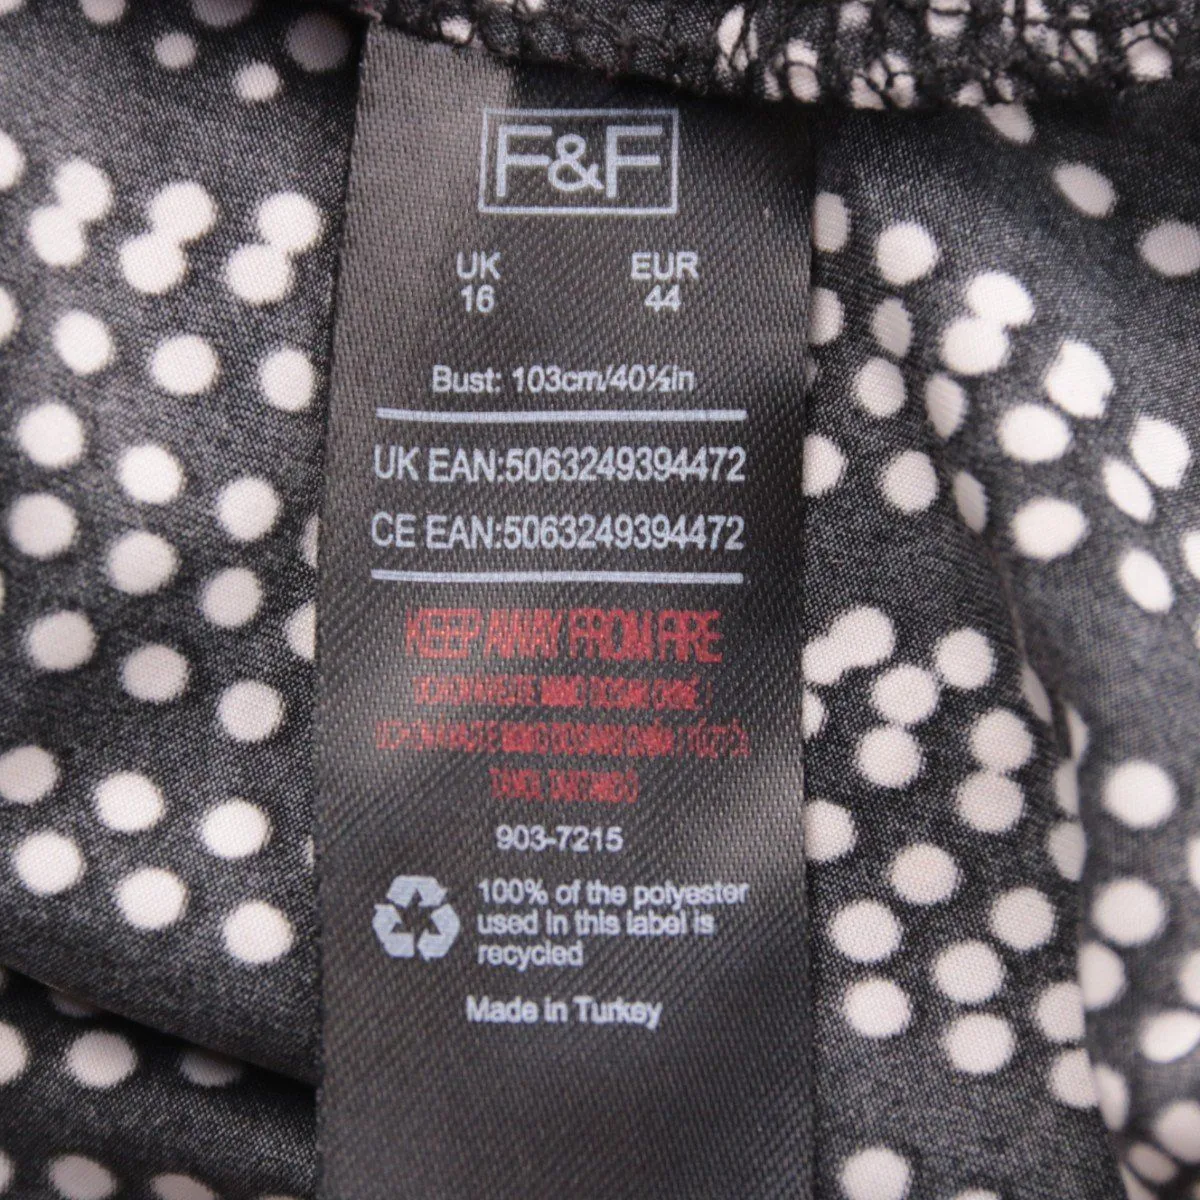 F&F
UK EUR
16 44
Bust: 103cm/40½in
UK EAN:5063249394472
CE EAN:5063249394472
KEEP AWAY FROM FIRE
903-7215
100% of the polyester
used in this label is
recycled
Made in Turkey